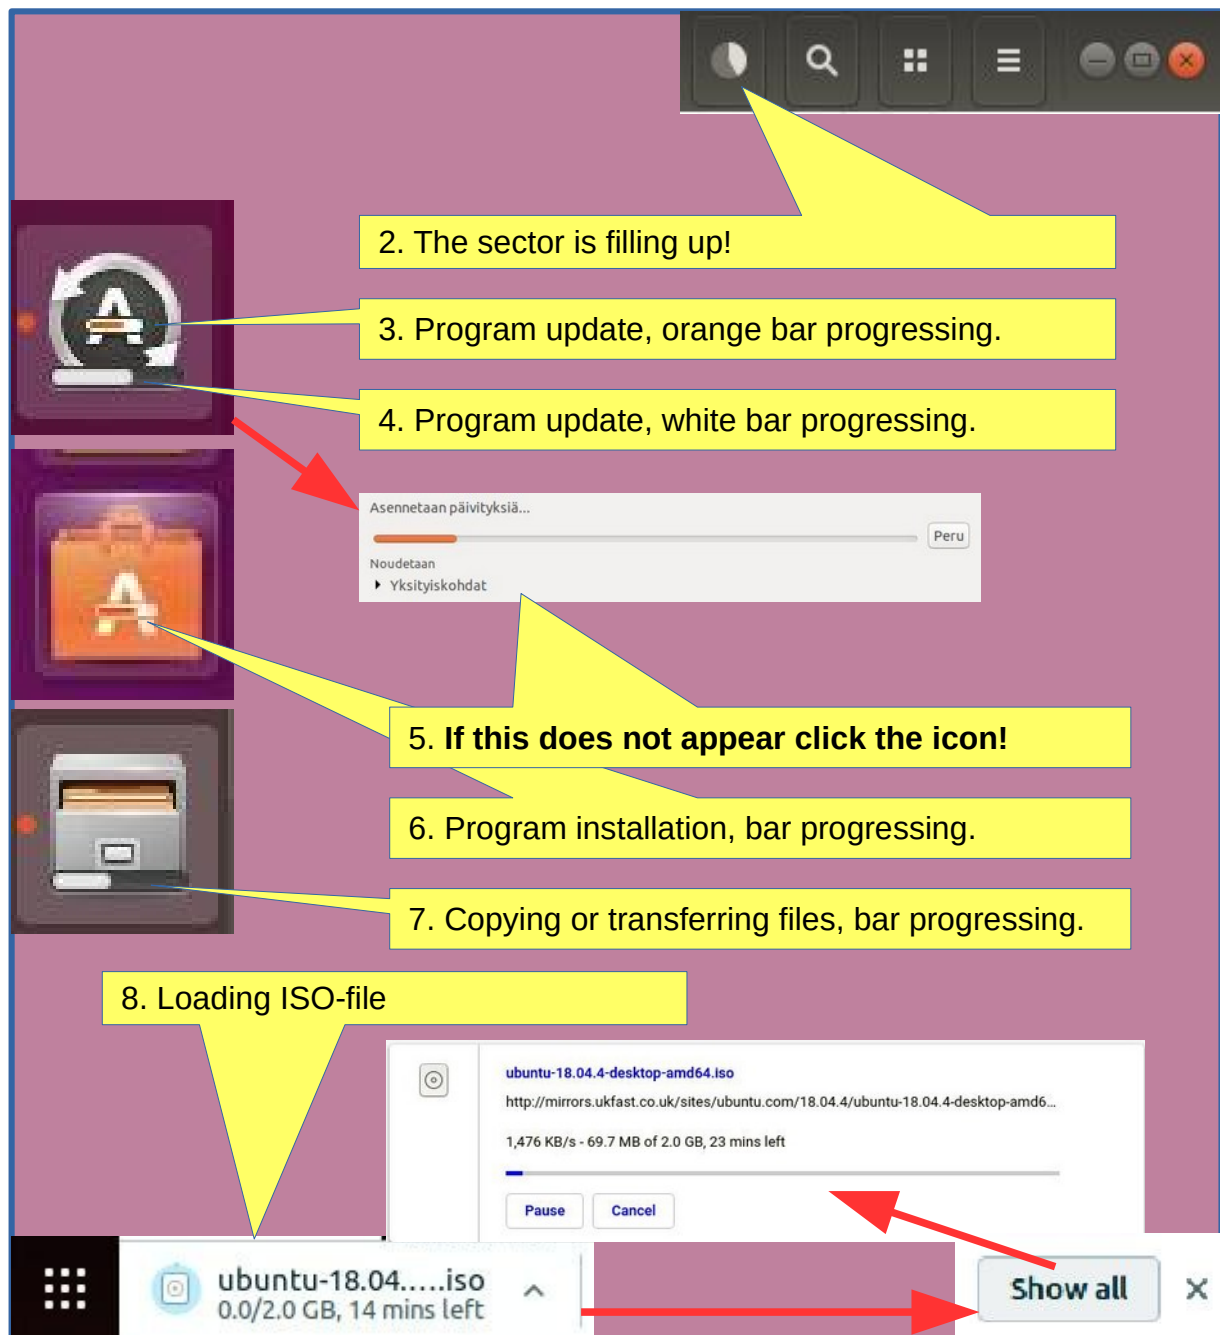 2. The sector is filling up!
3. Program update, orange bar progressing.
4. Program update, white bar progressing.
Asennetaan päivityksiä...
Peru
Noudetaan
Yksityiskohdat
5. If this does not appear click the icon!
6. Program installation, bar progressing.
7. Copying or transferring files, bar progressing.
8. Loading ISO-file
ubuntu-18.04.4-desktop-amd64.iso
http://mirrors.ukfast.co.uk/sites/ubuntu.com/18.04.4/ubuntu-18.04.4-desktop-amd6...
1,476 KB/s - 69.7 MB of 2.0 GB, 23 mins left
Pause Cancel
ubuntu-18.04.....iso
0.0/2.0 GB, 14 mins left
Show all